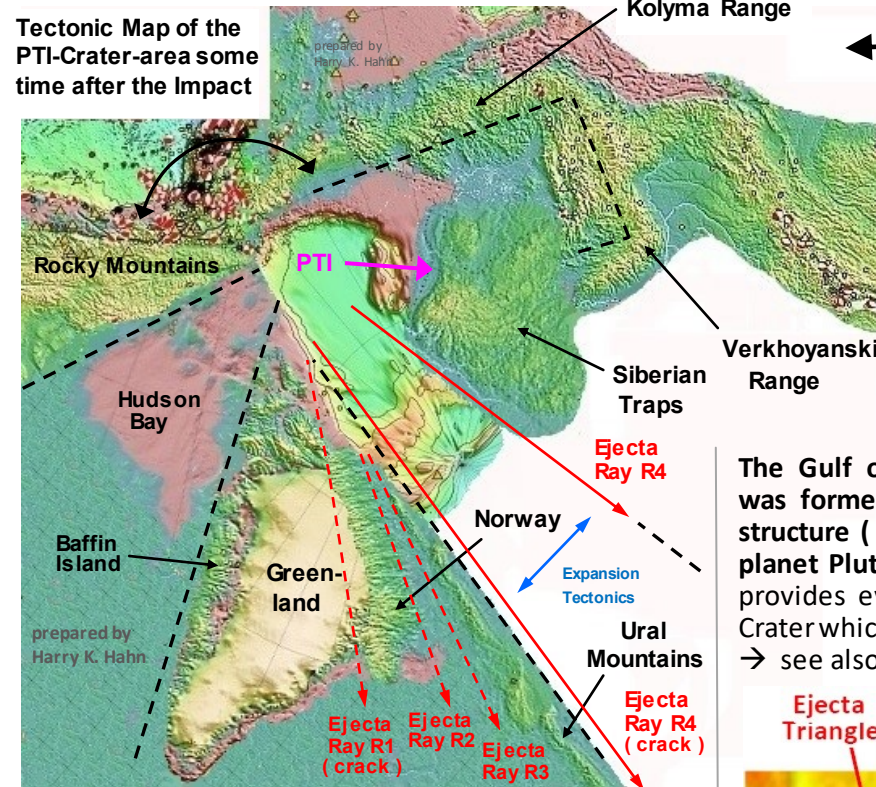 Tectonic Map of the
PTI-Crater-area some
time after the Impact
prepared by
Harry K. Hahn
Kolyma Range
Rocky Mountains
PTI
Hudson
Bay
Siberian
Traps
Verkhoyanski
Range
Ejecta
Ray R4
Baffin
Island
Green-
land
Norway
Expansion
Tectonics
Ural
Mountains
prepared by
Harry K. Hahn
Ejecta
Ray R1
( crack )
Ejecta
Ray R2
Ejecta
Ray R3
Ejecta
Ray R4
( crack )
The Gulf o
was forme
structure (
planet Plut
provides ev
Crater which
→ see also
Ejecta
Triangle